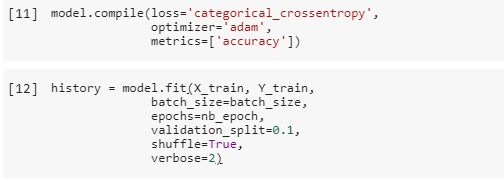 [11] model.compile(loss='categorical_crossentropy',
optimizer='adam',
metrics=['accuracy'])
[12] history = model.fit(X_train, Y_train,
batch_size=batch_size,
epochs=nb_epoch,
validation_split=0.1,
shuffle=True,
verbose=2)